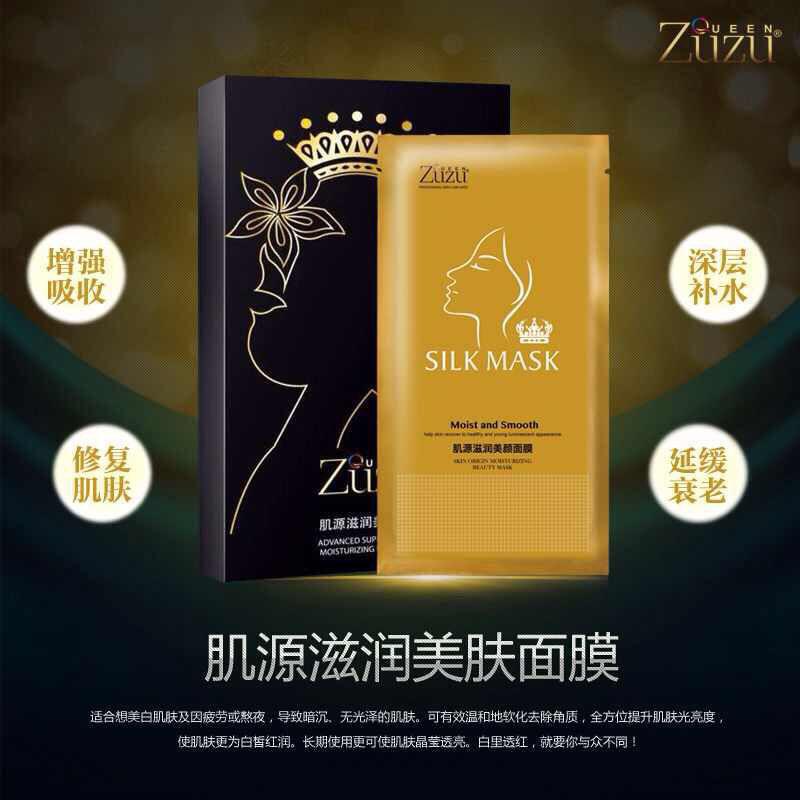 QUEEN
Zuzu®
QUEEN
Zuzu®
SILK MASK
Moist and Smooth
help skin recover to healthy and young luminescent appearance
肌源滋润美颜面膜
SKIN ORIGIN MOISTURIZING
BEAUTY MASK
QUEEN
Zuzu
肌源滋润美
ADVANCED SUP
MOISTURIZING
增强
吸收
深层
补水
修复
肌肤
延缓
衰老
肌源滋润美肤面膜
适合想美白肌肤及因疲劳或熬夜，导致暗沉、无光泽的肌肤。可有效温和地软化去除角质，全方位提升肌肤光亮度，
使肌肤更为白皙红润。长期使用更可使肌肤晶莹透亮。白里透红，就要你与众不同！